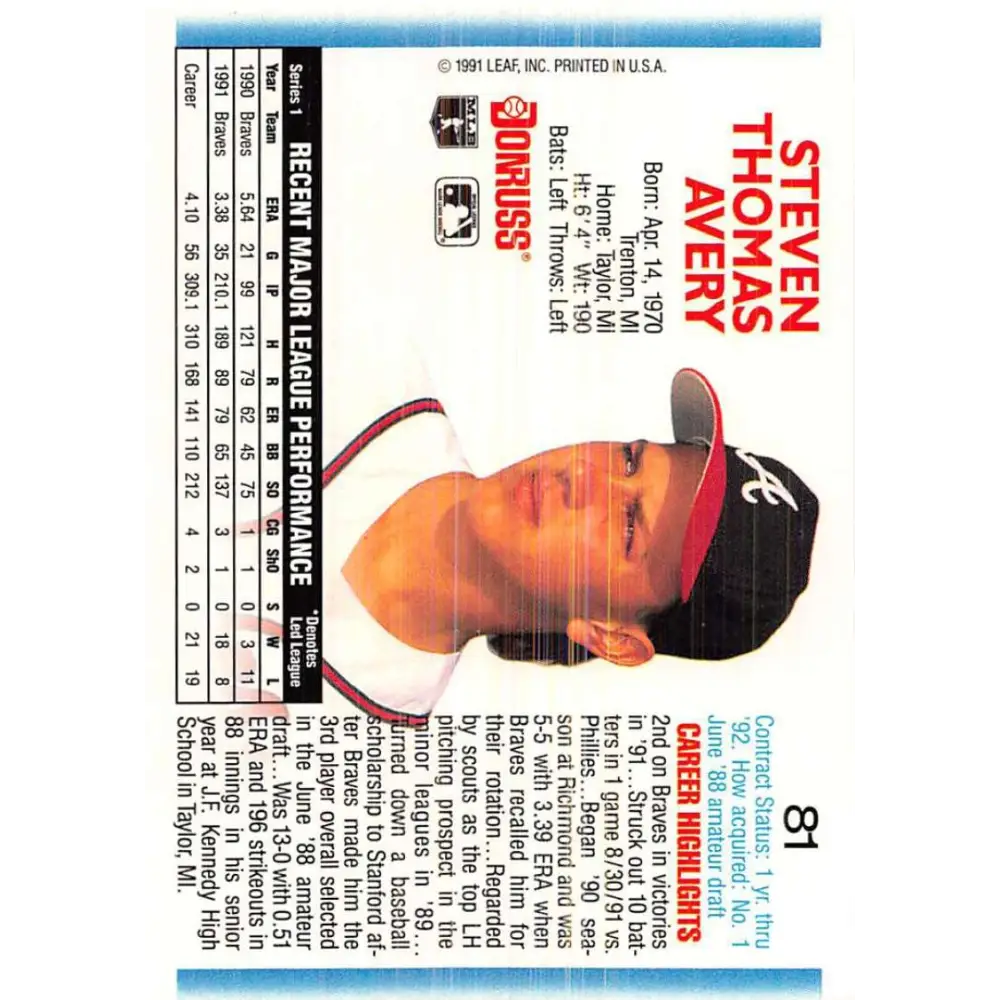 81
STEVEN
THOMAS
AVERY
Born: Apr. 14, 1970
Trenton, MI
Home: Taylor, MI
Ht: 6' 4" Wt: 190
Bats: Left Throws: Left
DONRUSS®
MLB
© 1991 LEAF, INC. PRINTED IN U.S.A.
A
Contract Status: 1 yr. thru
'92. How acquired: No. 1
June '88 amateur draft
CAREER HIGHLIGHTS
2nd on Braves in victories
in '91...Struck out 10 bat-
ters in 1 game 8/30/91 vs.
Phillies...Began '90 sea-
son at Richmond and was
5-5 with 3.39 ERA when
Braves recalled him for
their rotation...Regarded
by scouts as the top LH
pitching prospect in the
minor leagues in '89...
Turned down a baseball
scholarship to Stanford af-
ter Braves made him the
3rd player overall selected
in the June '88 amateur
draft...Was 13-0 with 0.51
ERA and 196 strikeouts in
88 innings in his senior
year at J.F. Kennedy High
School in Taylor, MI.
Series 1 RECENT MAJOR LEAGUE PERFORMANCE *Denotes
Led League
Year Team ERA G IP H R ER BB SO CG ShO S W L
1990 Braves 5.64 21 99 121 79 62 45 75 1 1 0 3 11
1991 Braves 3.38 35 210.1 189 89 79 65 137 3 1 0 18 8
Career 4.10 56 309.1 310 168 141 110 212 4 2 0 21 19